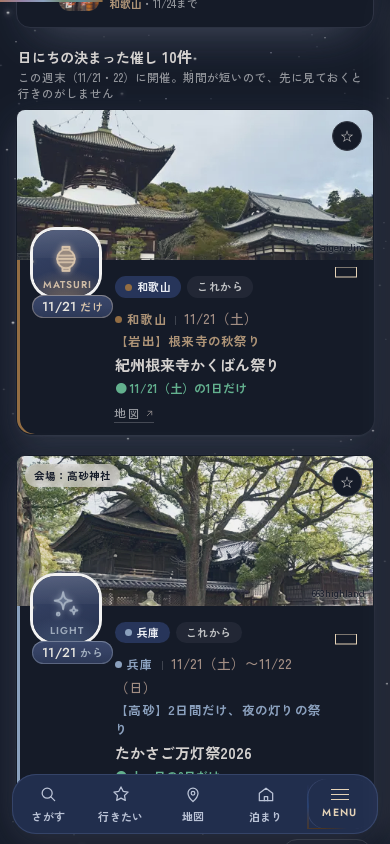 和歌山・11/24まで
日にちの決まった催し 10件
この週末（11/21・22）に開催。期間が短いので、先に見ておくと
行きのがしません
MATSURI
11/21 だけ
和歌山
これから
和歌山
11/21（土）
【岩出】根来寺の秋祭り
紀州根来寺かくばん祭り
11/21（土）の1日だけ
地図 ↗
会場：高砂神社
663highland
LIGHT
11/21 から
兵庫
これから
兵庫
11/21（土）〜11/22
（日）
【高砂】2日間だけ、夜の灯りの祭
り
たかさご万灯祭2026
さがす
行きたい
地図
泊まり
MENU